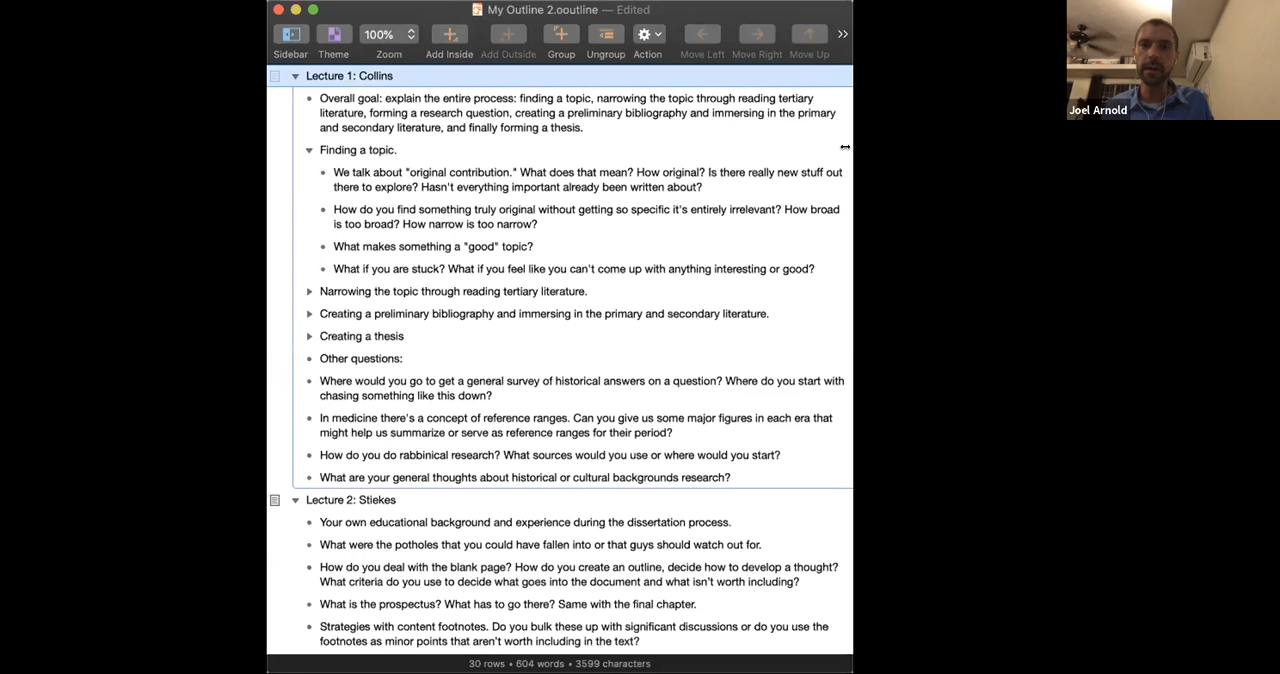 My Outline 2.ooutline — Edited
100%
Sidebar Theme Zoom Add Inside Add Outside Group Ungroup Action Move Left Move Right Move Up
Joel Arnold
Lecture 1: Collins
Overall goal: explain the entire process: finding a topic, narrowing the topic through reading tertiary
literature, forming a research question, creating a preliminary bibliography and immersing in the primary
and secondary literature, and finally forming a thesis.
Finding a topic.
We talk about "original contribution." What does that mean? How original? Is there really new stuff out
there to explore? Hasn't everything important already been written about?
How do you find something truly original without getting so specific it's entirely irrelevant? How broad
is too broad? How narrow is too narrow?
What makes something a "good" topic?
What if you are stuck? What if you feel like you can't come up with anything interesting or good?
Narrowing the topic through reading tertiary literature.
Creating a preliminary bibliography and immersing in the primary and secondary literature.
Creating a thesis
Other questions:
Where would you go to get a general survey of historical answers on a question? Where do you start with
chasing something like this down?
In medicine there's a concept of reference ranges. Can you give us some major figures in each era that
might help us summarize or serve as reference ranges for their period?
How do you do rabbinical research? What sources would you use or where would you start?
What are your general thoughts about historical or cultural backgrounds research?
Lecture 2: Stiekes
Your own educational background and experience during the dissertation process.
What were the potholes that you could have fallen into or that guys should watch out for.
How do you deal with the blank page? How do you create an outline, decide how to develop a thought?
What criteria do you use to decide what goes into the document and what isn't worth including?
What is the prospectus? What has to go there? Same with the final chapter.
Strategies with content footnotes. Do you bulk these up with significant discussions or do you use the
footnotes as minor points that aren't worth including in the text?
30 rows • 604 words • 3599 characters